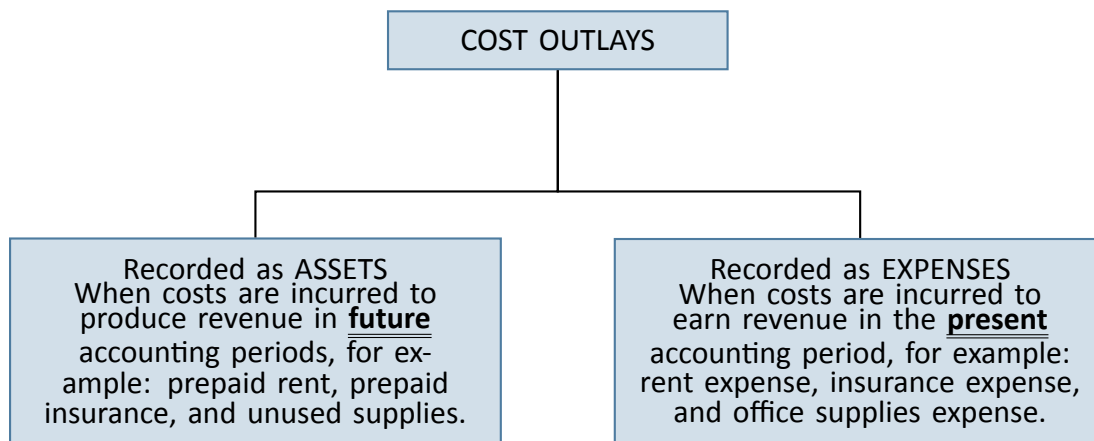 COST OUTLAYS
Recorded as ASSETS
When costs are incurred to
produce revenue in future
accounting periods, for ex-
ample: prepaid rent, prepaid
insurance, and unused supplies.
Recorded as EXPENSES
When costs are incurred to
earn revenue in the present
accounting period, for example:
rent expense, insurance expense,
and office supplies expense.